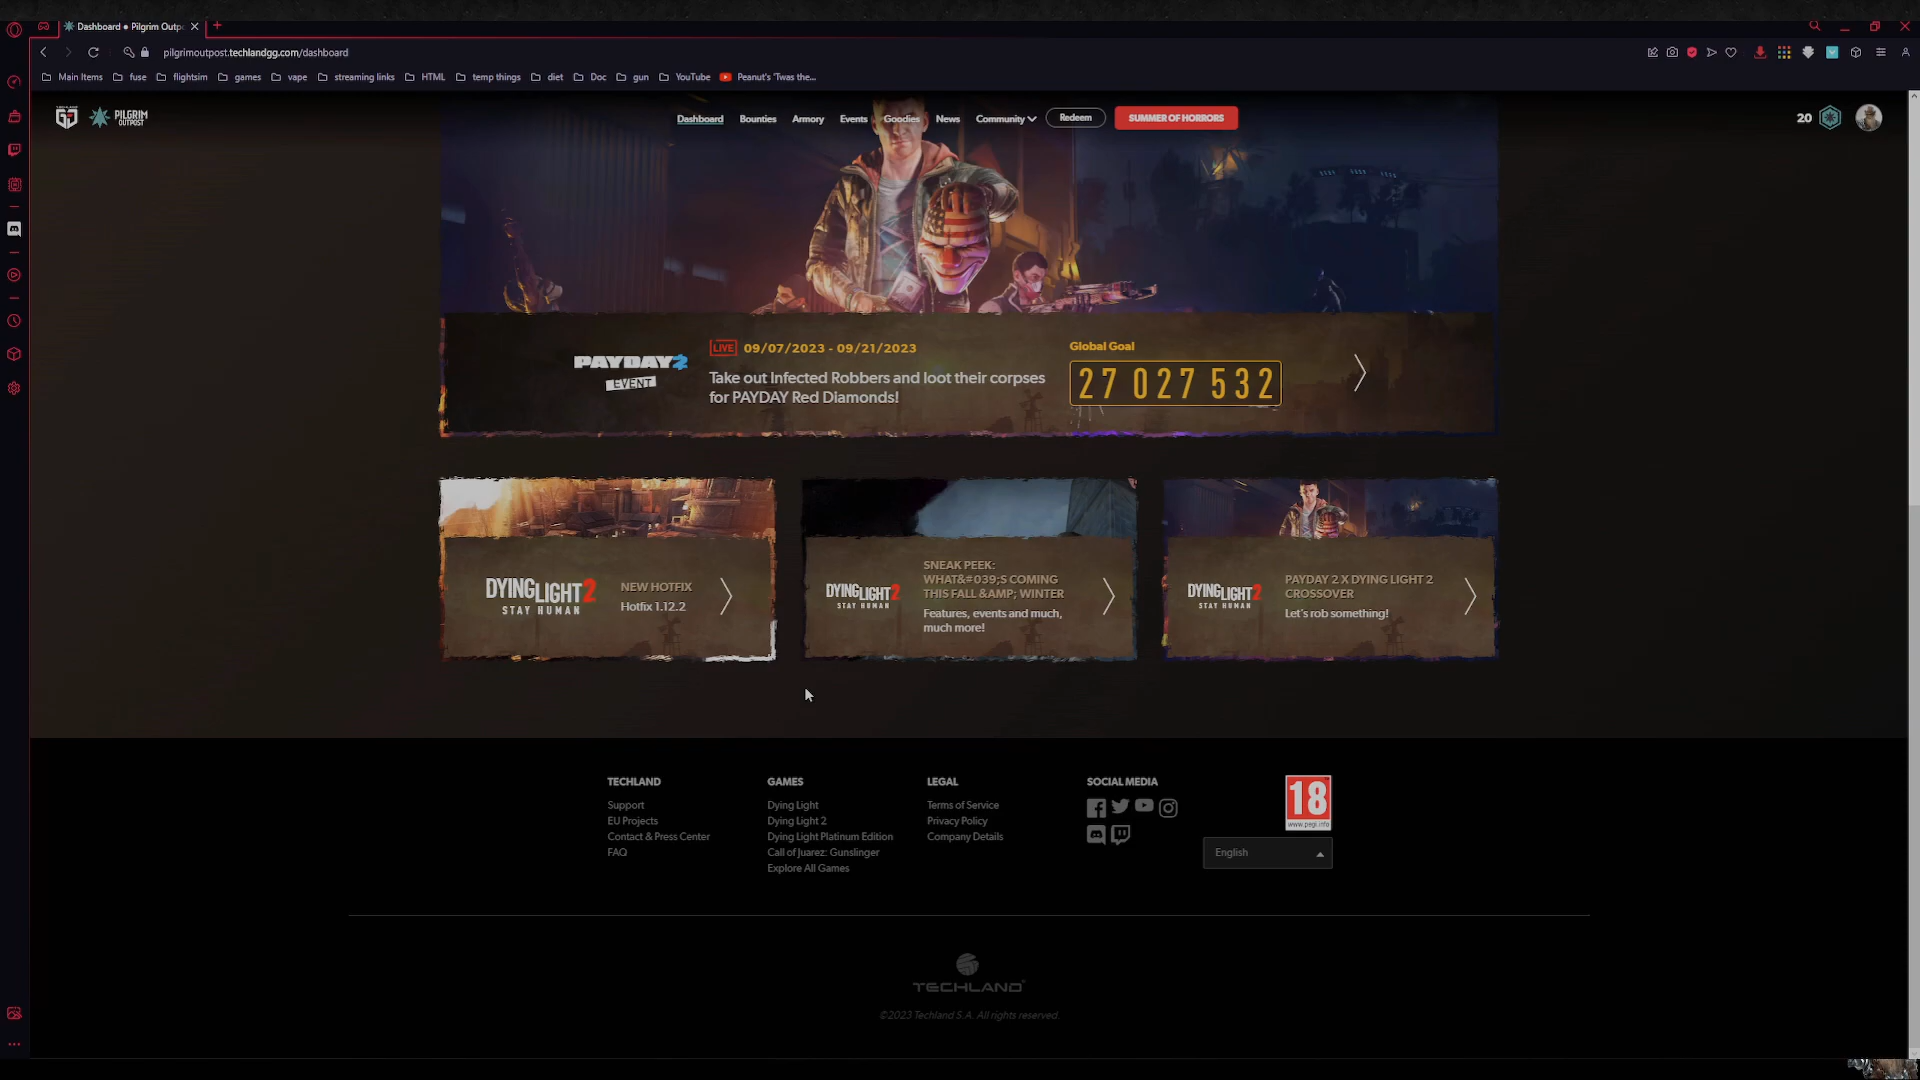 Dashboard ● Pilgrim Outp
pilgrimoutpost.techlandgg.com/dashboard
Main Items fuse flightsim games vape streaming links HTML temp things diet Doc gun YouTube Peanut's 'Twas the...
TECHLAND
GG
PILGRIM
OUTPOST
Dashboard Bounties Armory Events Goodies News Community Redeem SUMMER OF HORRORS
20
PAYDAY 2
EVENT
LIVE 09/07/2023 - 09/21/2023
Take out Infected Robbers and loot their corpses
for PAYDAY Red Diamonds!
Global Goal
27 027 532
DYING LIGHT 2
STAY HUMAN
NEW HOTFIX
Hotfix 1.12.2
DYING LIGHT 2
STAY HUMAN
SNEAK PEEK:
WHAT&#039;S COMING
THIS FALL &AMP; WINTER
Features, events and much,
much more!
DYING LIGHT 2
STAY HUMAN
PAYDAY 2 X DYING LIGHT 2
CROSSOVER
Let's rob something!
TECHLAND
Support
EU Projects
Contact & Press Center
FAQ
GAMES
Dying Light
Dying Light 2
Dying Light Platinum Edition
Call of Juarez: Gunslinger
Explore All Games
LEGAL
Terms of Service
Privacy Policy
Company Details
SOCIAL MEDIA
18
www.pegi.info
English
TECHLAND
©2023 Techland S.A. All rights reserved.